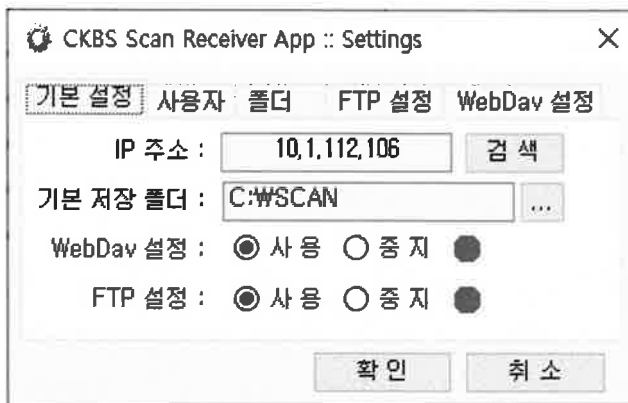 CKBS Scan Receiver App :: Settings
기본 설정 사용자 폴더 FTP 설정 WebDav 설정
IP 주소 : 10,1,112,106 검 색
기본 저장 폴더 : C:₩SCAN ...
WebDav 설정 : 사 용 중 지
FTP 설정 : 사 용 중 지
확 인 취 소